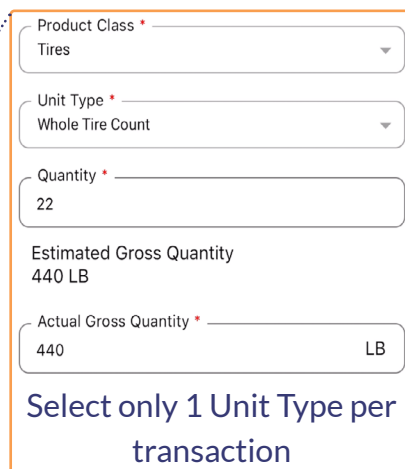 Product Class *
Tires
Unit Type *
Whole Tire Count
Quantity *
22
Estimated Gross Quantity
440 LB
Actual Gross Quantity *
440 LB
Select only 1 Unit Type per
transaction